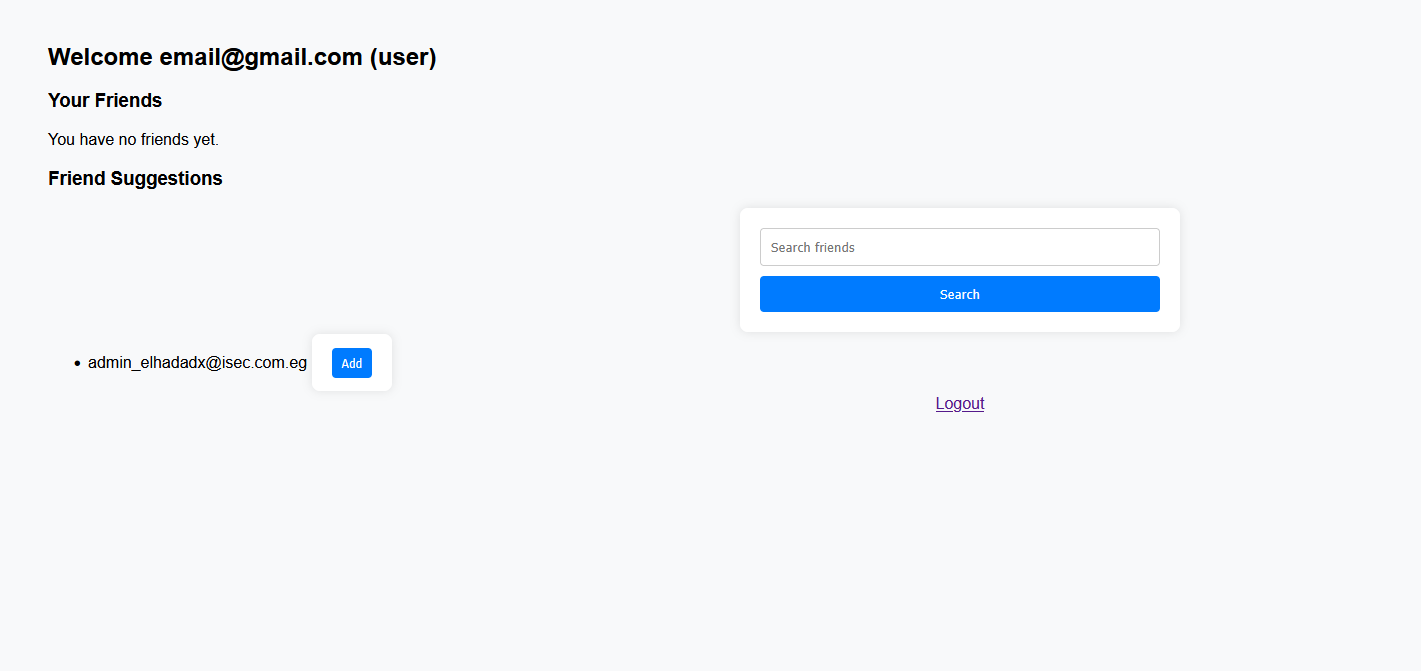 Welcome email@gmail.com (user)
Your Friends
You have no friends yet.
Friend Suggestions
Search friends
Search
admin_elhadadx@isec.com.eg Add
Logout